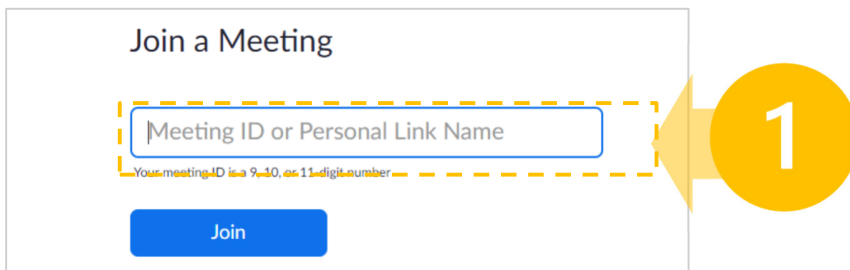 Join a Meeting
Meeting ID or Personal Link Name
Your meeting ID is a 9, 10, or 11-digit number
Join
1